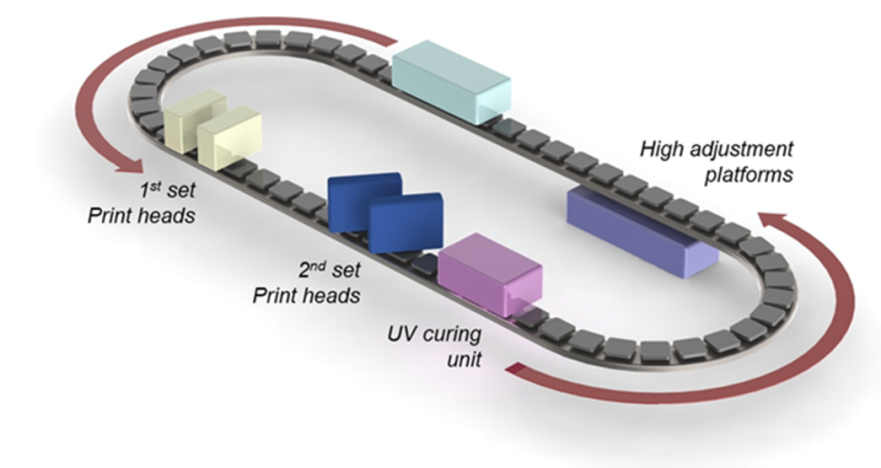 High adjustment
platforms
1st set
Print heads
2nd set
Print heads
UV curing
unit